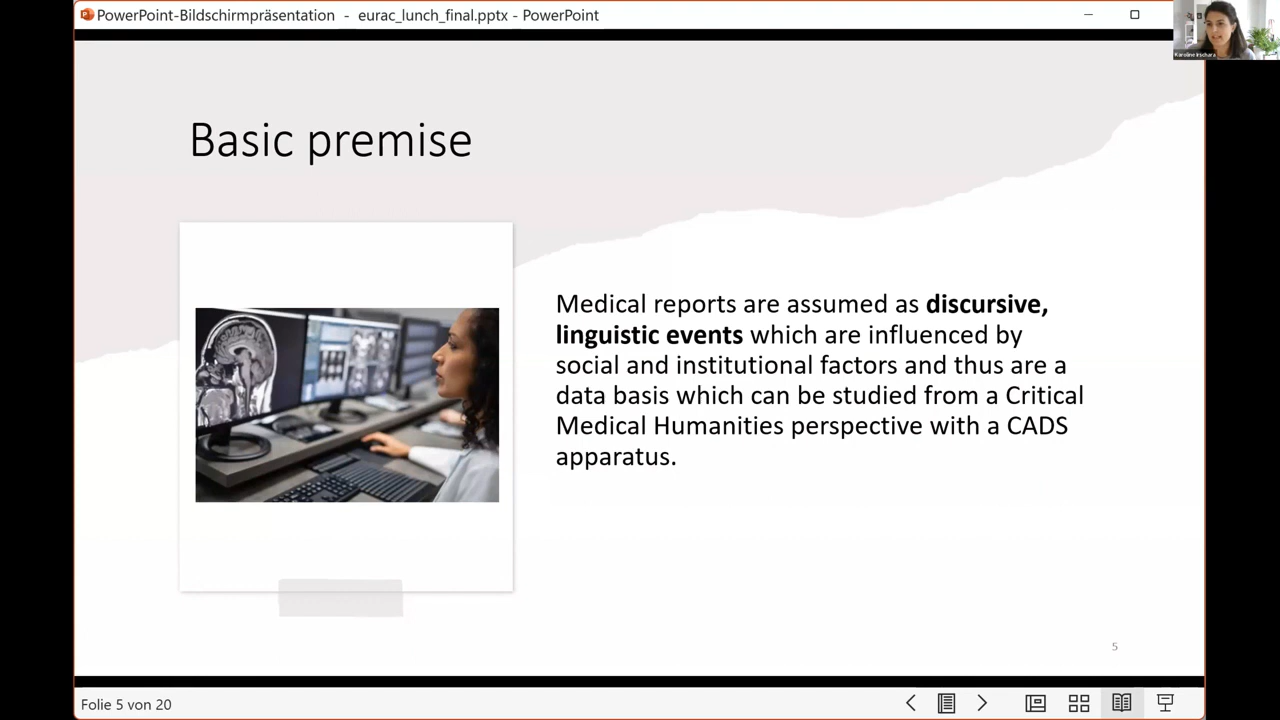 PowerPoint-Bildschirmpräsentation - eurac_lunch_final.pptx - PowerPoint
Karoline Irschara
Basic premise
Medical reports are assumed as discursive,
linguistic events which are influenced by
social and institutional factors and thus are a
data basis which can be studied from a Critical
Medical Humanities perspective with a CADS
apparatus.
5
Folie 5 von 20